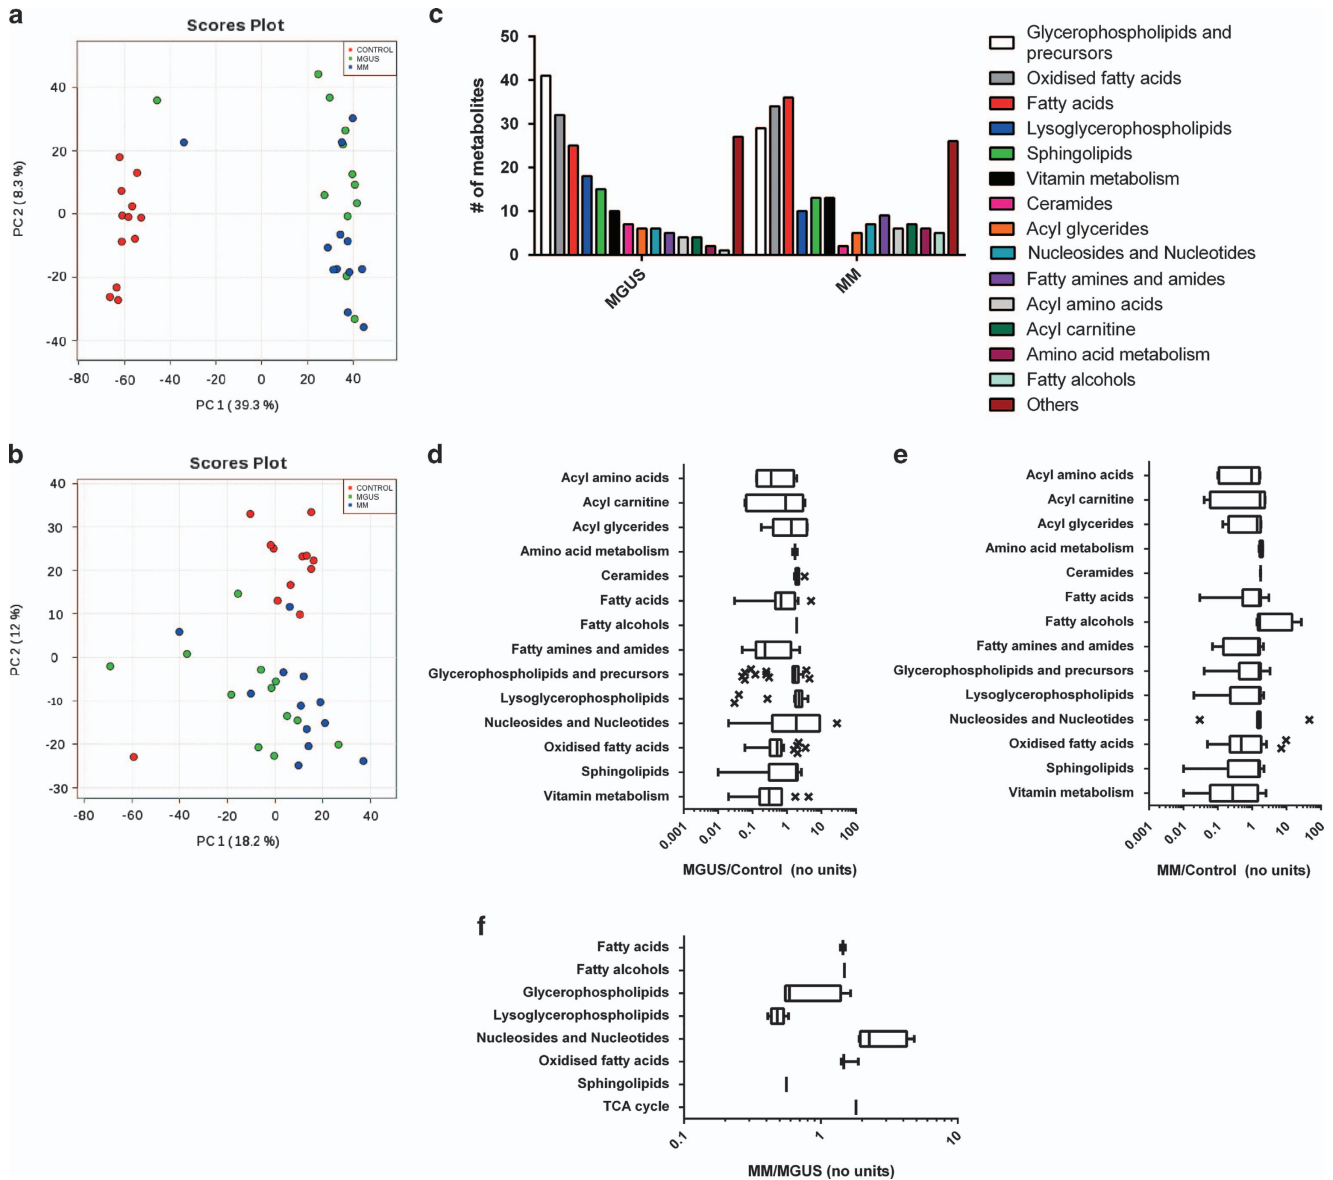 a
Scores Plot
CONTROL
MGUS
MM
40
20
0
-20
-40
PC 2 ( 8.3 %)
-80 -60 -40 -20 0 20 40
PC 1 ( 39.3 %)
c
50
40
30
20
10
0
# of metabolites
MGUS
MM
Glycerophospholipids and
precursors
Oxidised fatty acids
Fatty acids
Lysoglycerophospholipids
Sphingolipids
Vitamin metabolism
Ceramides
Acyl glycerides
Nucleosides and Nucleotides
Fatty amines and amides
Acyl amino acids
Acyl carnitine
Amino acid metabolism
Fatty alcohols
Others
b
Scores Plot
CONTROL
MGUS
MM
40
30
20
10
0
-10
-20
-30
PC 2 ( 12 %)
-80 -60 -40 -20 0 20 40
PC 1 ( 18.2 %)
d
Acyl amino acids
Acyl carnitine
Acyl glycerides
Amino acid metabolism
Ceramides
Fatty acids
Fatty alcohols
Fatty amines and amides
Glycerophospholipids and precursors
Lysoglycerophospholipids
Nucleosides and Nucleotides
Oxidised fatty acids
Sphingolipids
Vitamin metabolism
0.001 0.01 0.1 1 10 100
MGUS/Control (no units)
e
Acyl amino acids
Acyl carnitine
Acyl glycerides
Amino acid metabolism
Ceramides
Fatty acids
Fatty alcohols
Fatty amines and amides
Glycerophospholipids and precursors
Lysoglycerophospholipids
Nucleosides and Nucleotides
Oxidised fatty acids
Sphingolipids
Vitamin metabolism
0.001 0.01 0.1 1 10 100
MM/Control (no units)
f
Fatty acids
Fatty alcohols
Glycerophospholipids
Lysoglycerophospholipids
Nucleosides and Nucleotides
Oxidised fatty acids
Sphingolipids
TCA cycle
0.1 1 10
MM/MGUS (no units)